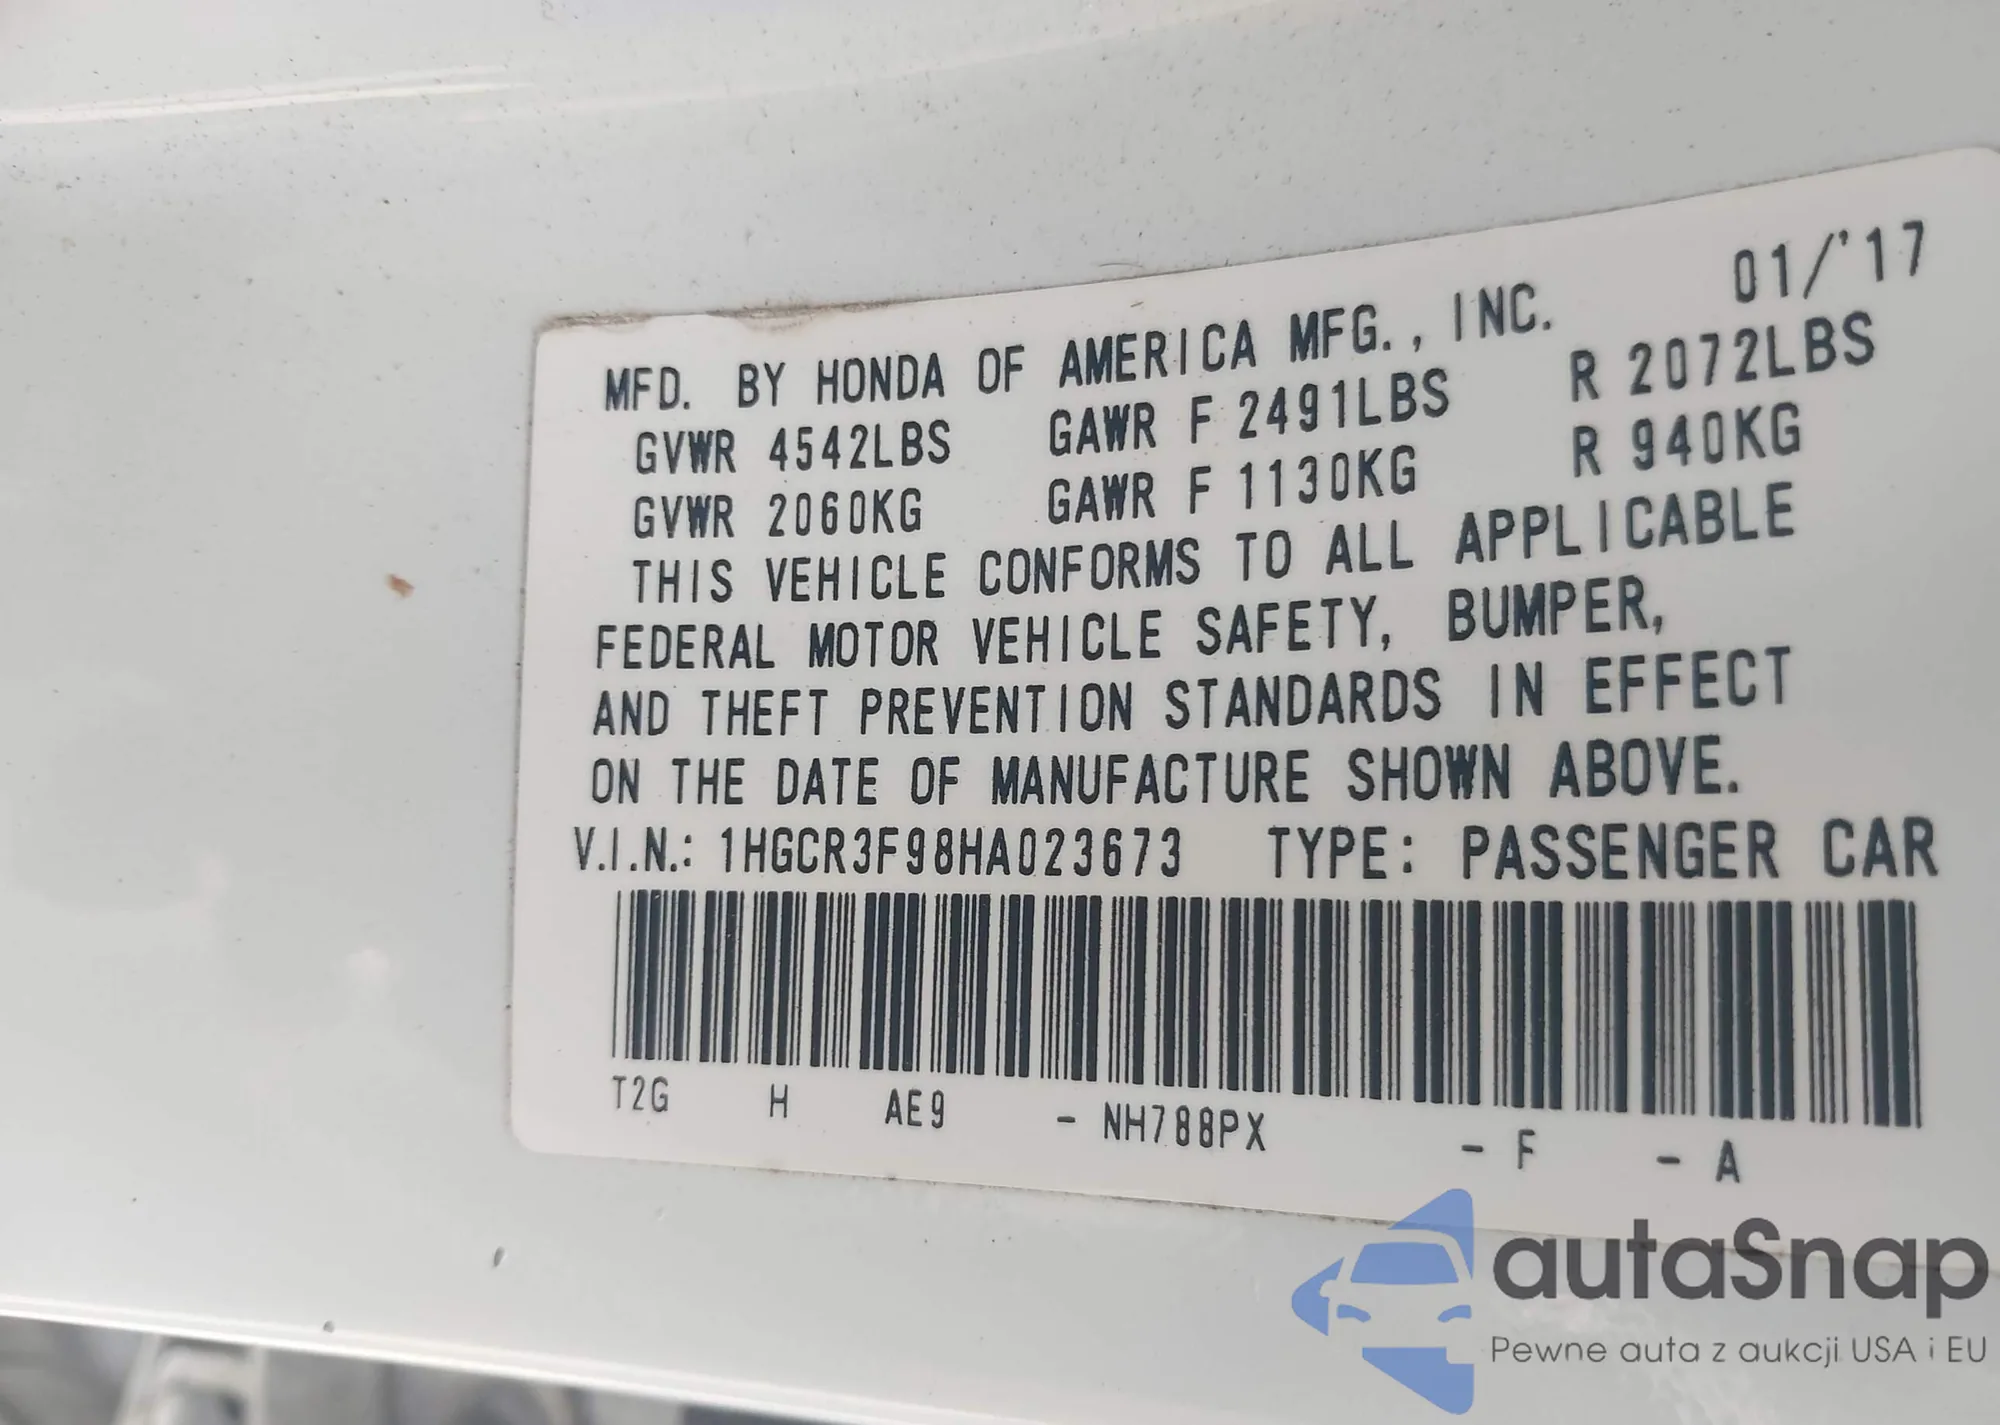 01/'17
MFD. BY HONDA OF AMERICA MFG., INC.
GVWR 4542LBS GAWR F 2491LBS R 2072LBS
GVWR 2060KG GAWR F 1130KG R 940KG
THIS VEHICLE CONFORMS TO ALL APPLICABLE
FEDERAL MOTOR VEHICLE SAFETY, BUMPER,
AND THEFT PREVENTION STANDARDS IN EFFECT
ON THE DATE OF MANUFACTURE SHOWN ABOVE.
V.I.N.: 1HGCR3F98HA023673 TYPE: PASSENGER CAR
T2G H AE9 - NH788PX - F - A
autaSnap
Pewne auta z aukcji USA i EU